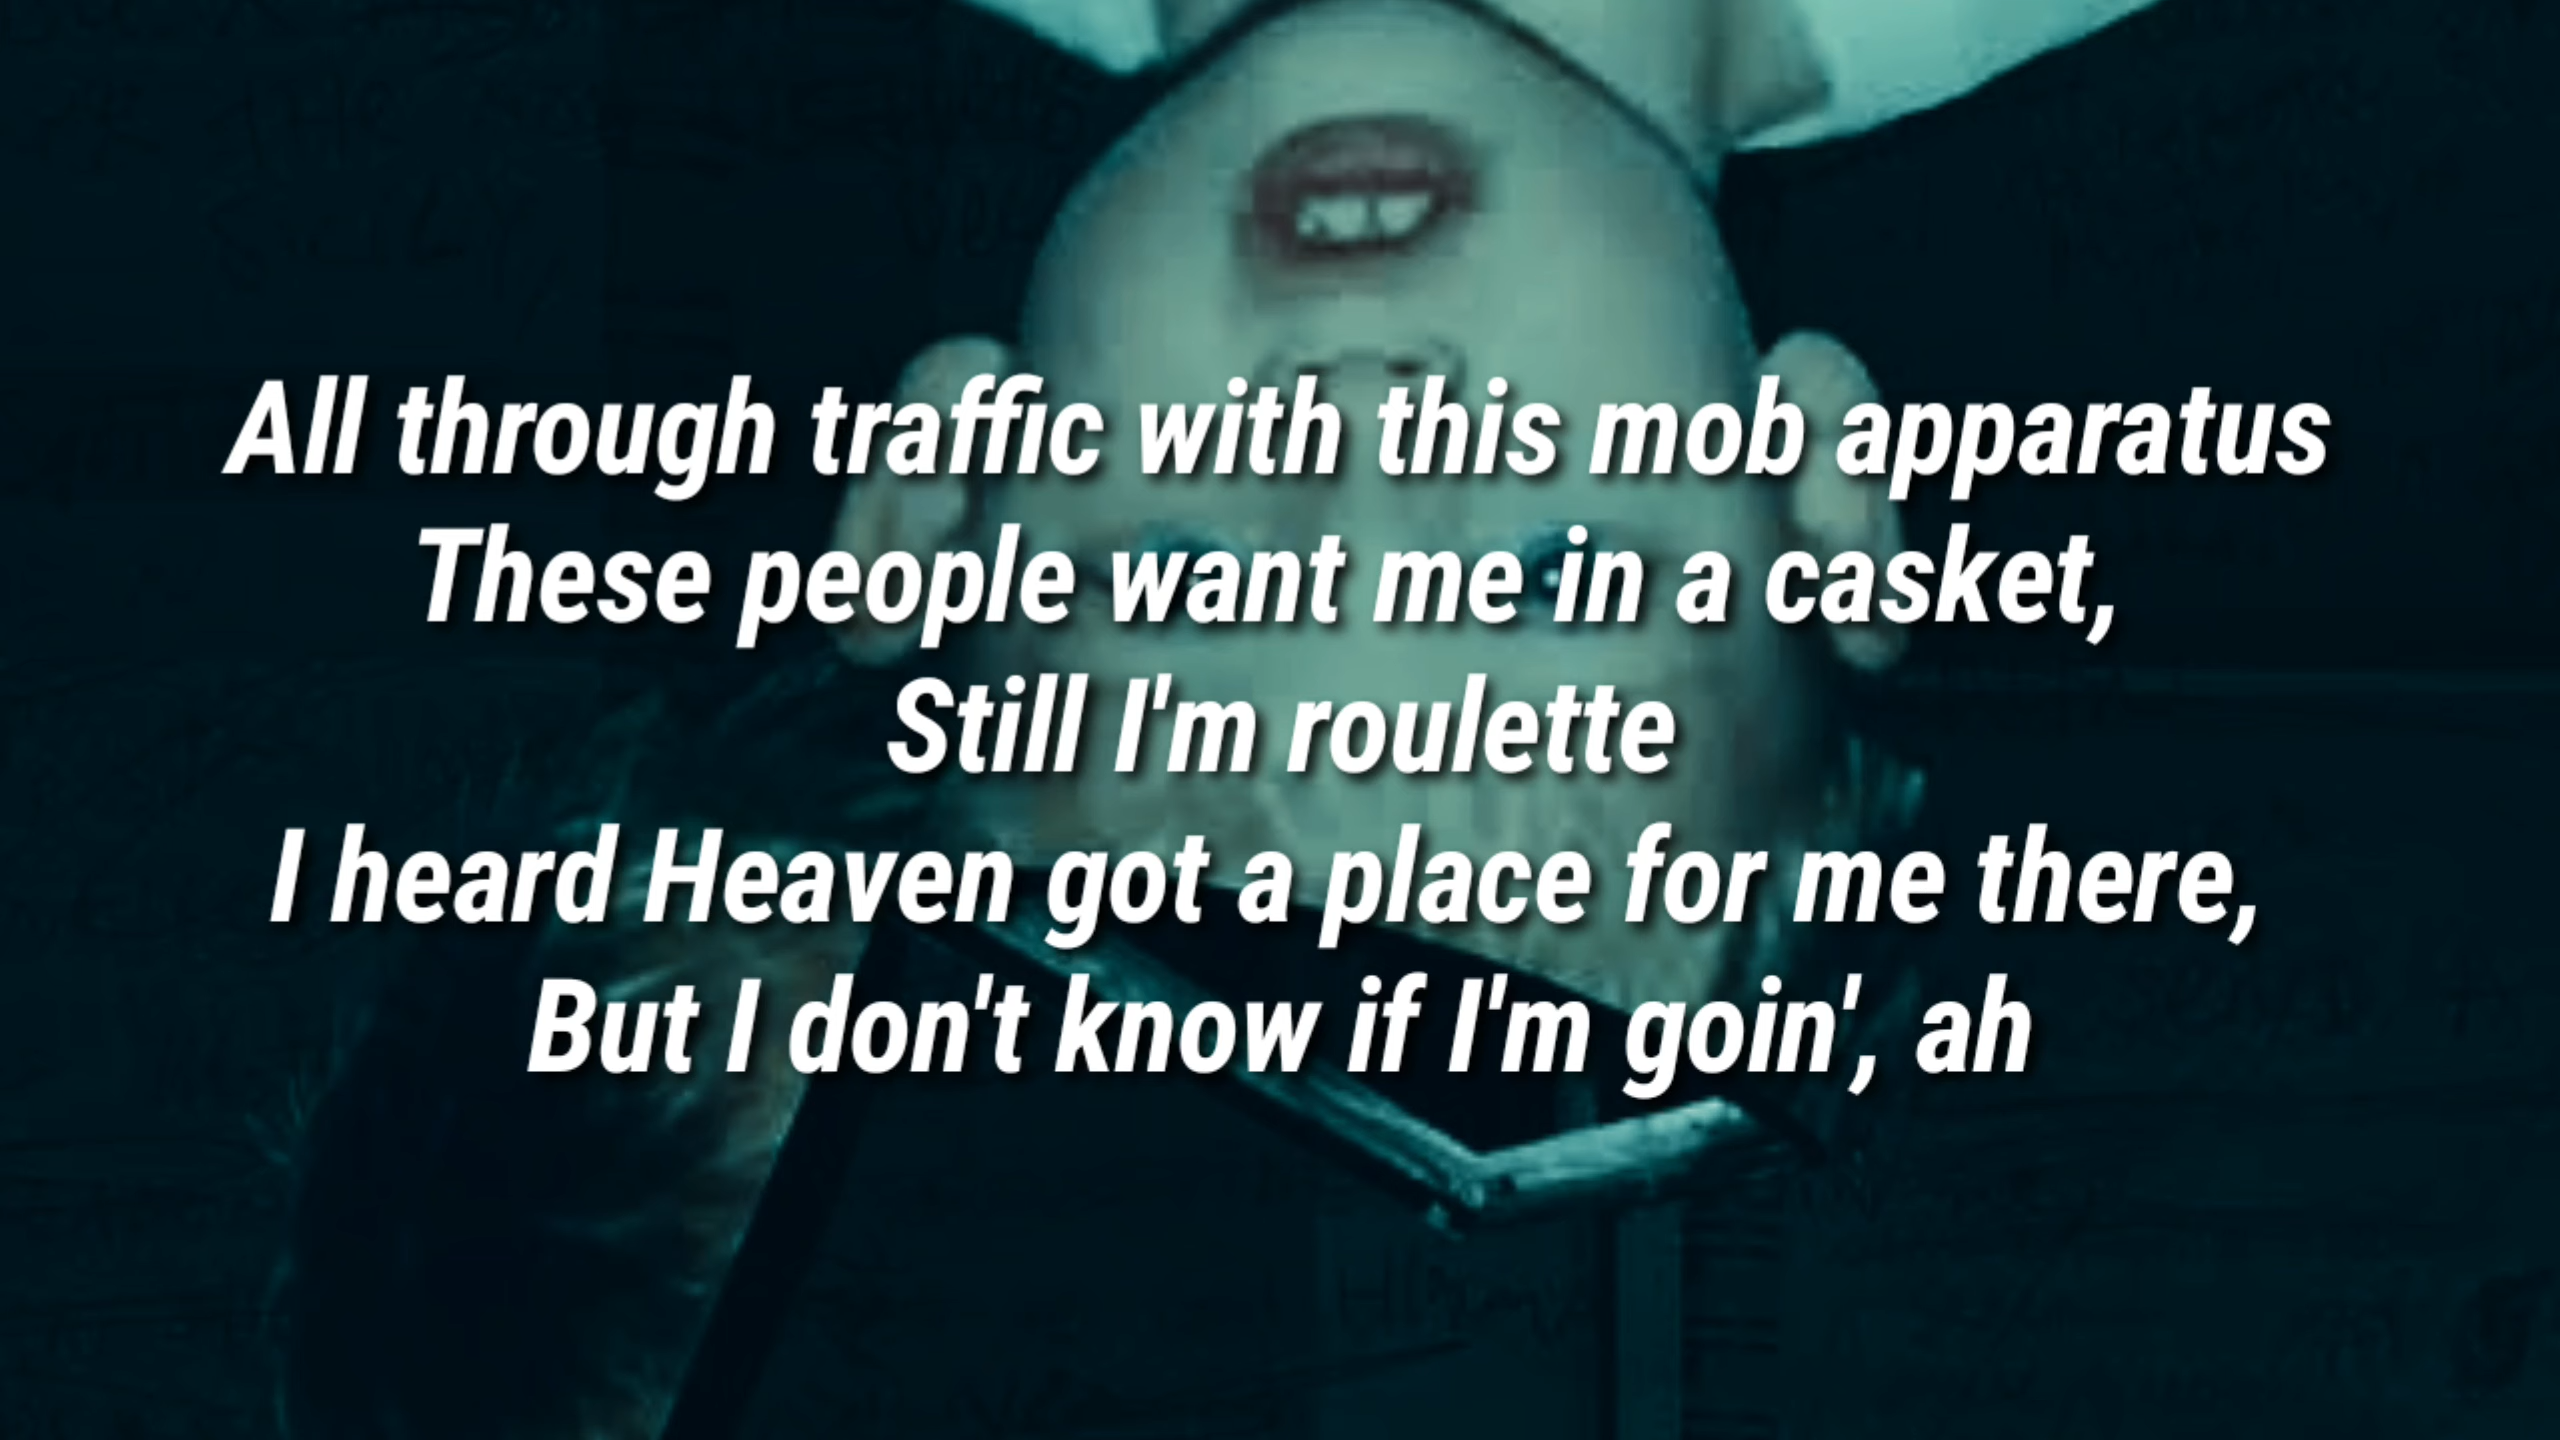 All through traffic with this mob apparatus
These people want me in a casket,
Still I'm roulette
I heard Heaven got a place for me there,
But I don't know if I'm goin', ah